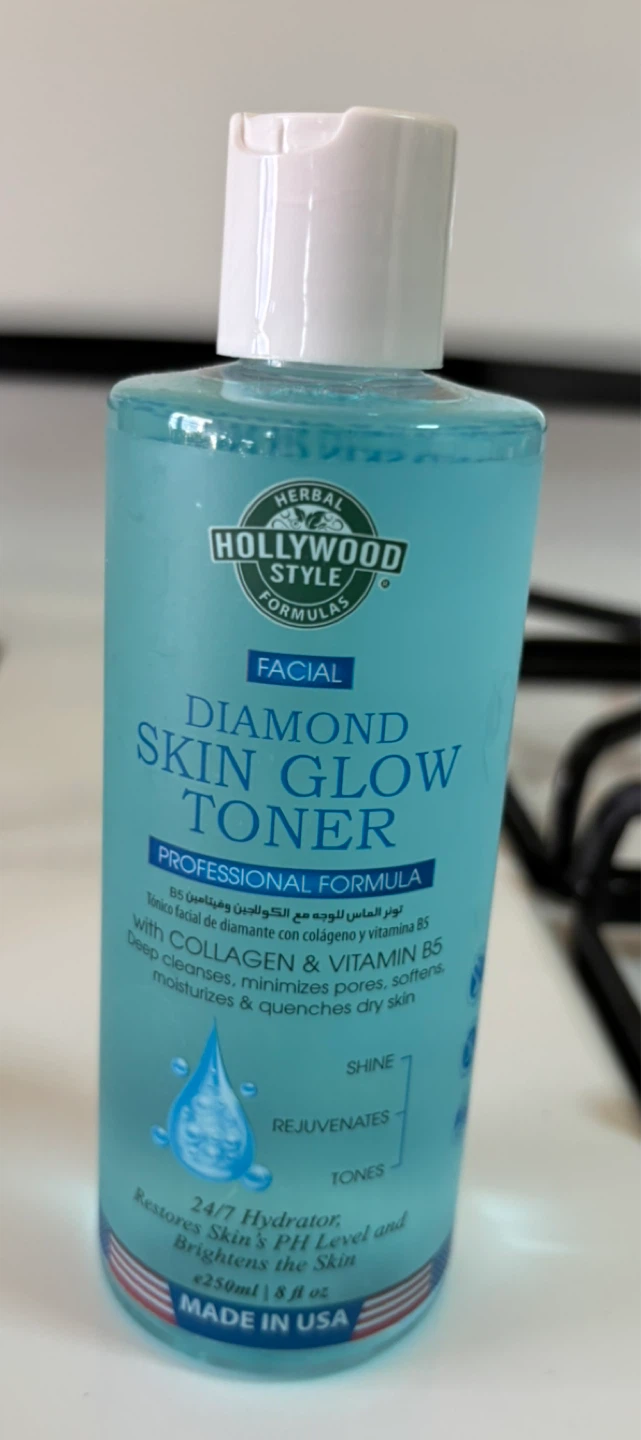 HERBAL
HOLLYWOOD
STYLE
®
FORMULAS
FACIAL
DIAMOND
SKIN GLOW
TONER
PROFESSIONAL FORMULA
تونر الماس للوجه مع الكولاجين وفيتامين B5
Tónico facial de diamante con colágeno y vitamina B5
with COLLAGEN & VITAMIN B5
Deep cleanses, minimizes pores, softens,
moisturizes & quenches dry skin
SHINE
REJUVENATES
TONES
24/7 Hydrator,
Restores Skin's PH Level and
Brightens the Skin
e250ml | 8 fl oz
MADE IN USA